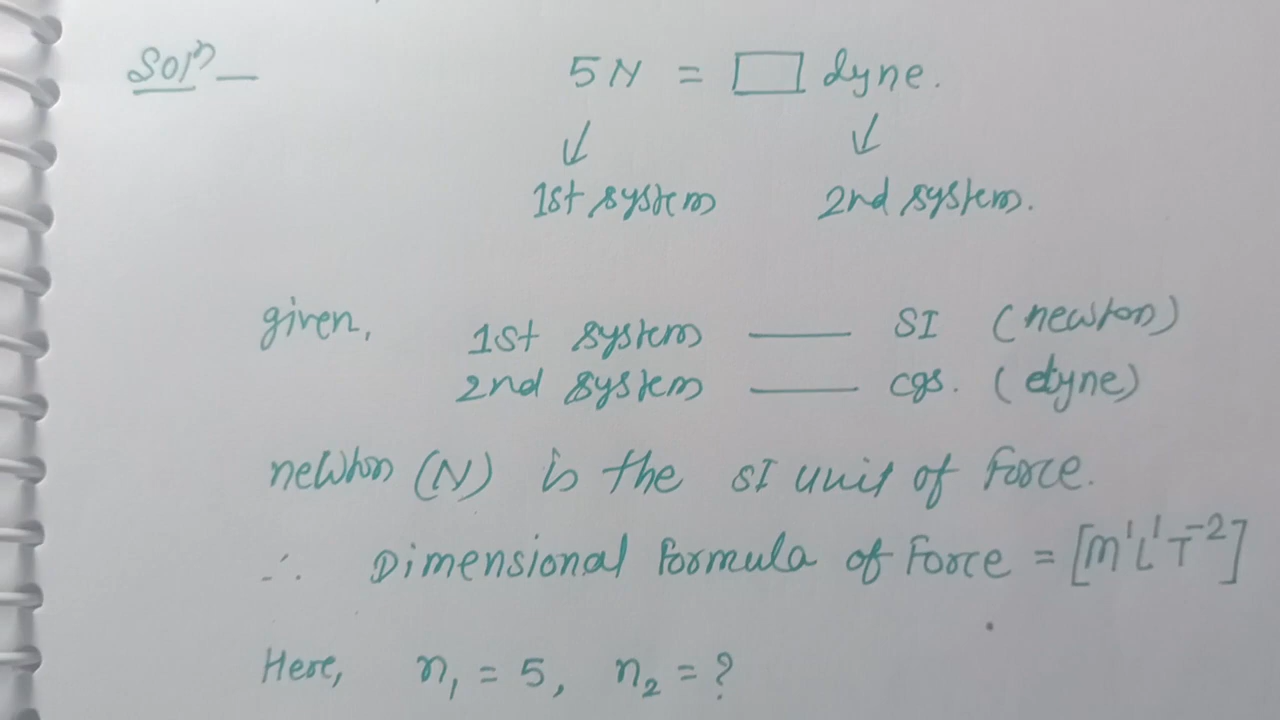 Solⁿ — 5N = □ dyne.
↓ ↓
1st system 2nd system.
given, 1st system —— SI (newton)
2nd system —— cgs. (dyne)
newton (N) is the SI unit of Force.
∴ Dimensional Formula of Force = [M¹L¹T⁻²]
Here, n₁ = 5, n₂ = ?